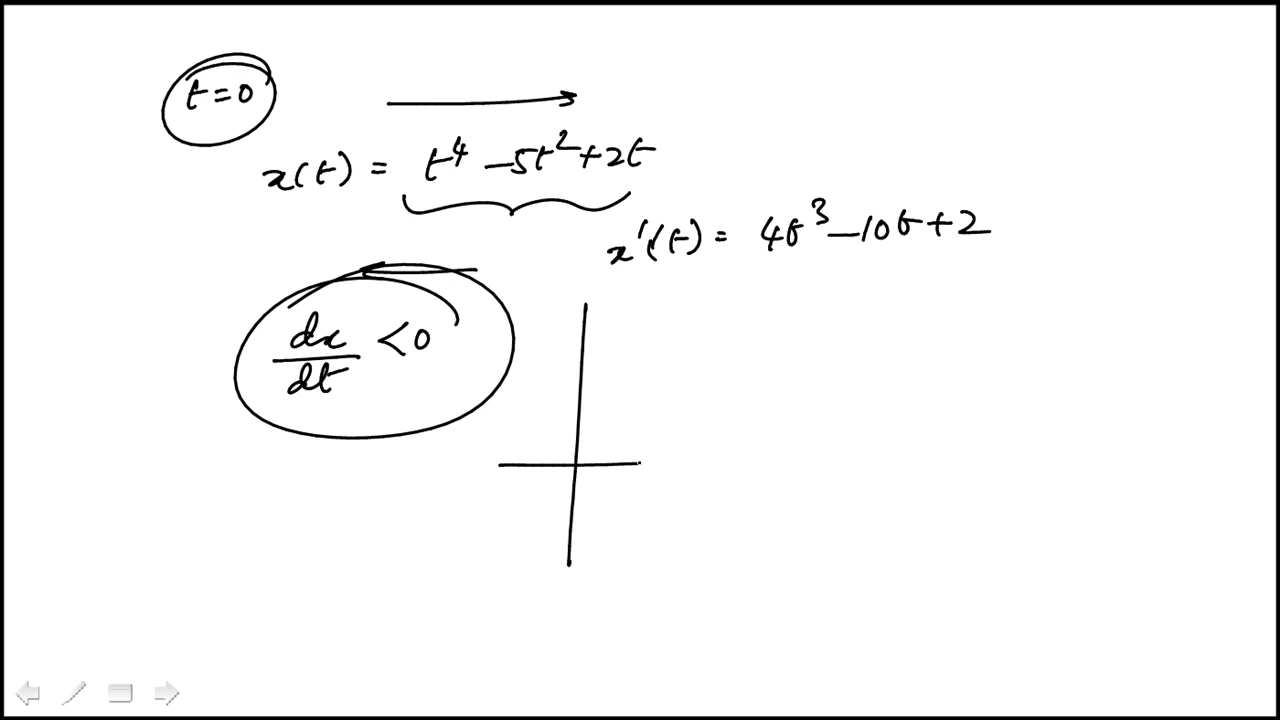 t=0
x(t) = t⁴ -5t² +2t
x'(t) = 4t³ -10t +2
dx/dt <0